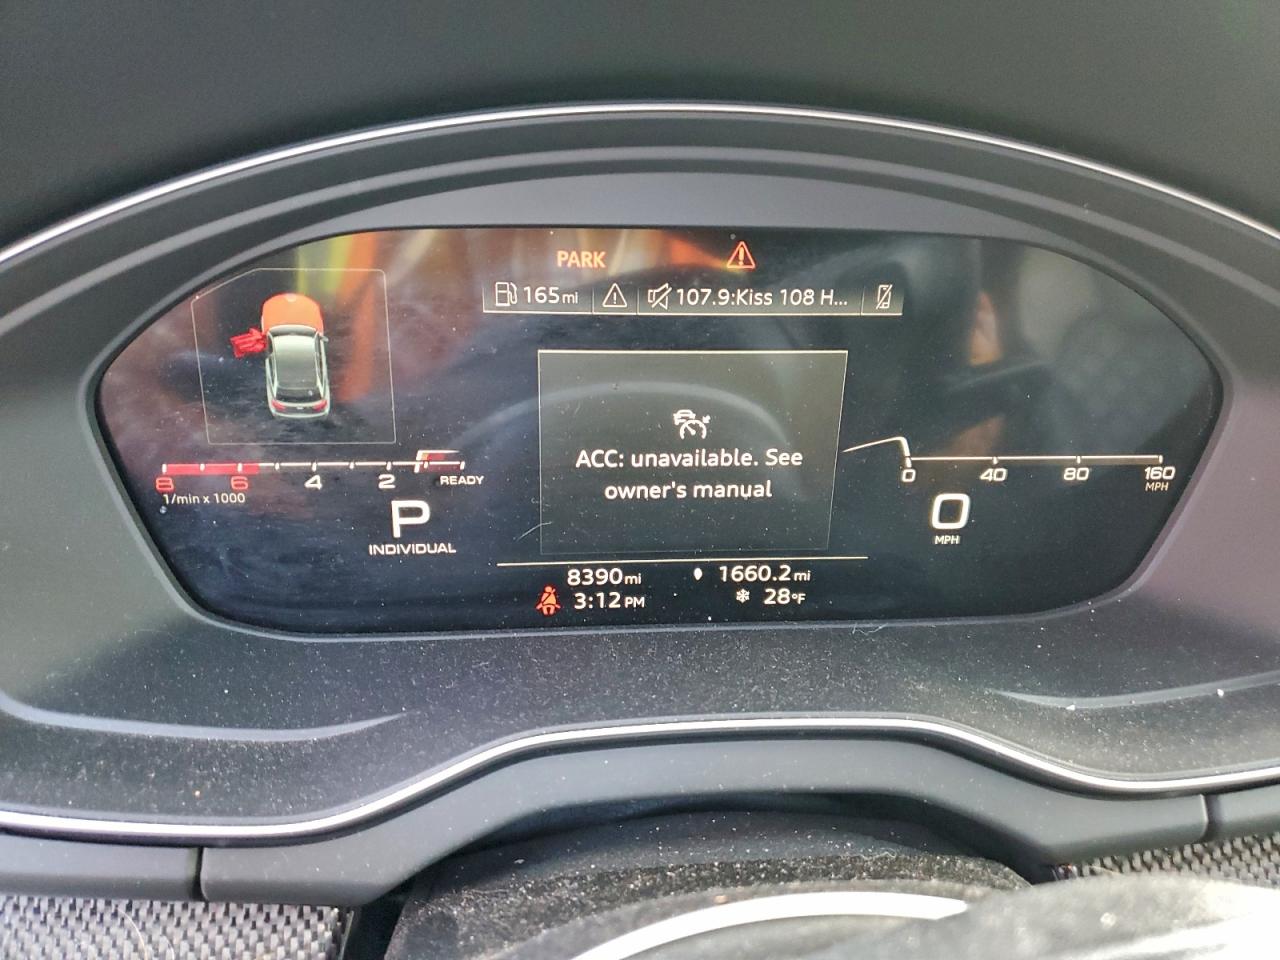 PARK
165mi
107.9:Kiss 108 H...
ACC: unavailable. See
owner's manual
8 6 4 2 READY
1/min x 1000
P
INDIVIDUAL
0 40 80 160
MPH
0
MPH
8390mi
1660.2mi
3:12PM
28°F